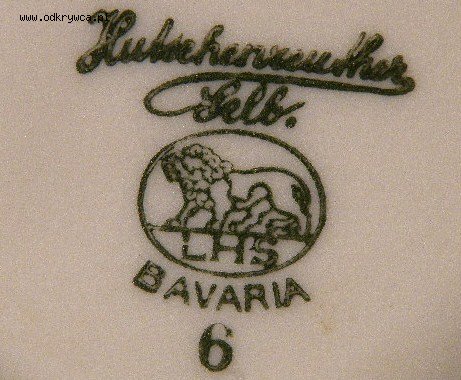 www.odkrywca.pl
Hutschenreuther
Selb.
LHS
BAVARIA
6